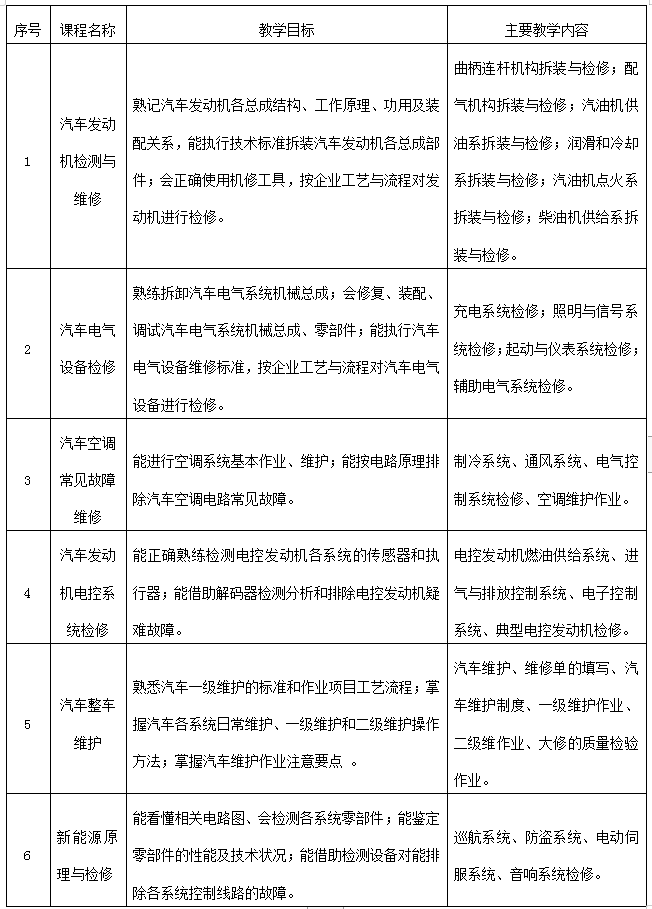 序号 课程名称 教学目标 主要教学内容
1
汽车发动
机检测与
维修
熟记汽车发动机各总成结构、工作原理、功用及装
配关系，能执行技术标准拆装汽车发动机各总成部
件；会正确使用机修工具，按企业工艺与流程对发
动机进行检修。
曲柄连杆机构拆装与检修；配
气机构拆装与检修；汽油机供
油系拆装与检修；润滑和冷却
系拆装与检修；汽油机点火系
拆装与检修；柴油机供给系拆
装与检修。
2
汽车电气
设备检修
熟练拆卸汽车电气系统机械总成；会修复、装配、
调试汽车电气系统机械总成、零部件；能执行汽车
电气设备维修标准，按企业工艺与流程对汽车电气
设备进行检修。
充电系统检修；照明与信号系
统检修；起动与仪表系统检修；
辅助电气系统检修。
3
汽车空调
常见故障
维修
能进行空调系统基本作业、维护；能按电路原理排
除汽车空调电路常见故障。
制冷系统、通风系统、电气控
制系统检修、空调维护作业。
4
汽车发动
机电控系
统检修
能正确熟练检测电控发动机各系统的传感器和执
行器；能借助解码器检测分析和排除电控发动机疑
难故障。
电控发动机燃油供给系统、进
气与排放控制系统、电子控制
系统、典型电控发动机检修。
5
汽车整车
维护
熟悉汽车一级维护的标准和作业项目工艺流程；掌
握汽车各系统日常维护、一级维护和二级维护操作
方法；掌握汽车维护作业注意要点 。
汽车维护、维修单的填写、汽
车维护制度、一级维护作业、
二级维作业、大修的质量检验
作业。
6
新能源原
理与检修
能看懂相关电路图、会检测各系统零部件；能鉴定
零部件的性能及技术状况；能借助检测设备对能排
除各系统控制线路的故障。
巡航系统、防盗系统、电动伺
服系统、音响系统检修。